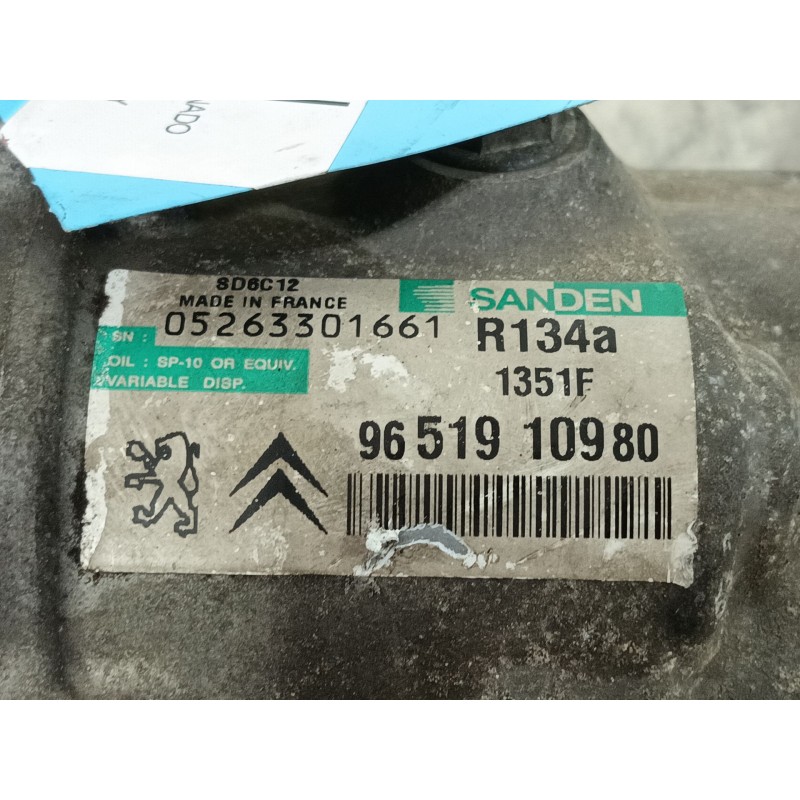 NADO
SD6C12
MADE IN FRANCE
SANDEN
SN : 05263301661
R134a
OIL : SP-10 OR EQUIV.
VARIABLE DISP.
1351F
96 519 109 80